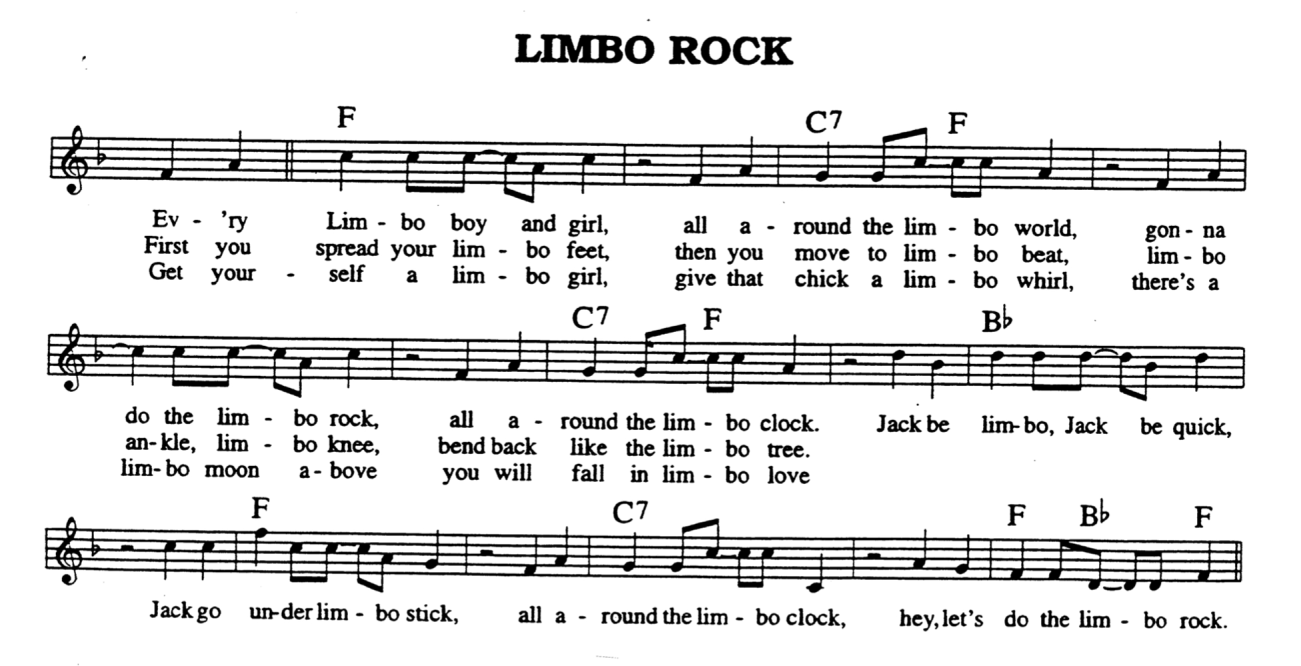 LIMBO ROCK
F C7 F
Ev - 'ry Lim - bo boy and girl, all a - round the lim - bo world, gon - na
First you spread your lim - bo feet, then you move to lim - bo beat, lim - bo
Get your - self a lim - bo girl, give that chick a lim - bo whirl, there's a
C7 F B♭
do the lim - bo rock, all a - round the lim - bo clock. Jack be lim - bo, Jack be quick,
an - kle, lim - bo knee, bend back like the lim - bo tree.
lim - bo moon a - bove you will fall in lim - bo love
F C7 F B♭ F
Jack go un - der lim - bo stick, all a - round the lim - bo clock, hey, let's do the lim - bo rock.